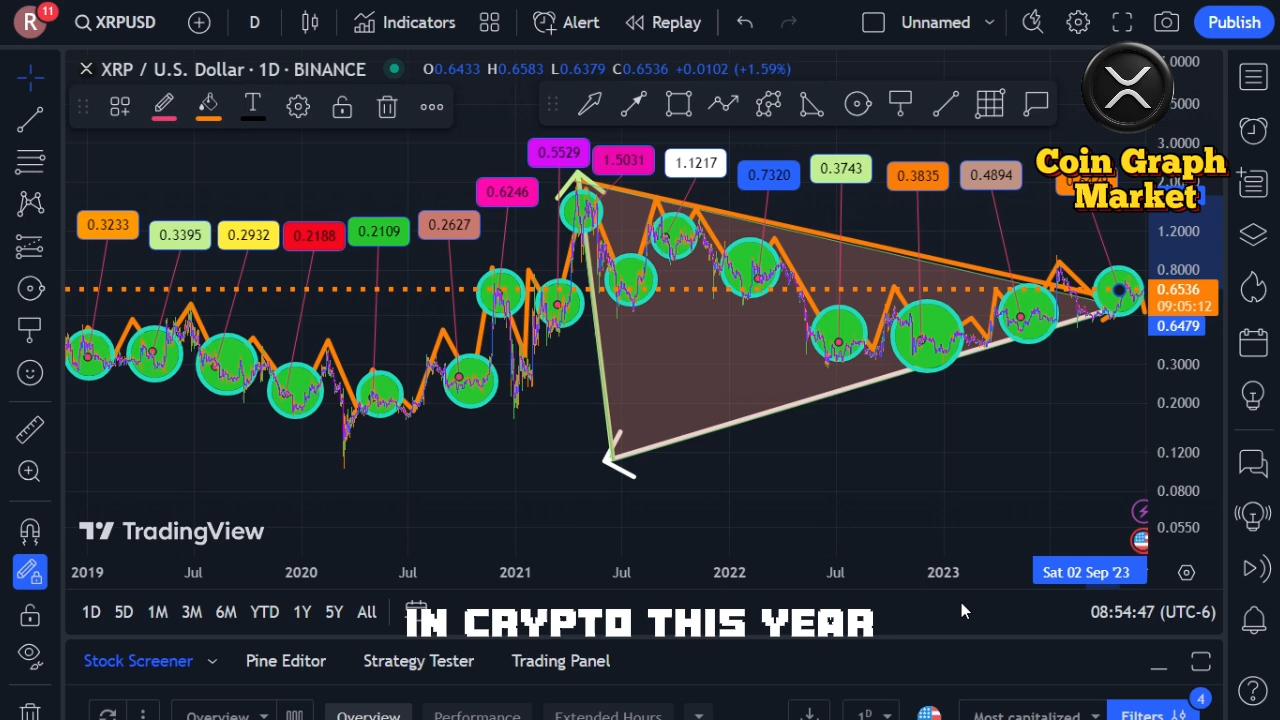 R
11
XRPUSD
D
Indicators
Alert
Replay
Unnamed
Publish
XRP / U.S. Dollar · 1D · BINANCE
O0.6433 H0.6583 L0.6379 C0.6536 +0.0102 (+1.59%)
T
Coin Graph
Market
0.5529
1.5031
1.1217
0.7320
0.3743
0.3835
0.4894
0.6246
0.3233
0.3395
0.2932
0.2188
0.2109
0.2627
3.0000
1.2000
0.8000
0.6536
09:05:12
0.6479
0.3000
0.2000
0.1200
0.0800
0.0550
TradingView
2019
Jul
2020
Jul
2021
Jul
2022
Jul
2023
Sat 02 Sep '23
1D 5D 1M 3M 6M YTD 1Y 5Y All
08:54:47 (UTC-6)
IN CRYPTO THIS YEAR
Stock Screener
Pine Editor
Strategy Tester
Trading Panel
4
Overview
Overview
Performance
Extended Hours
1D
Most capitalized
Filters